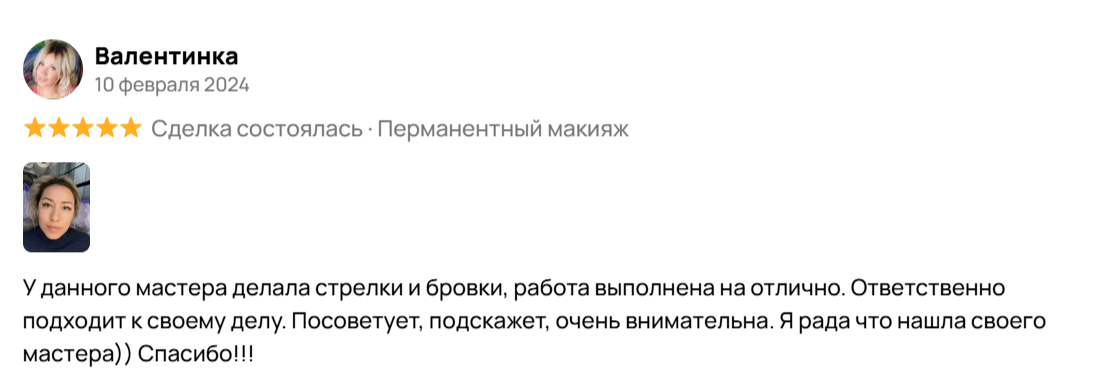 Валентинка
10 февраля 2024
Сделка состоялась · Перманентный макияж
У данного мастера делала стрелки и бровки, работа выполнена на отлично. Ответственно
подходит к своему делу. Посоветует, подскажет, очень внимательна. Я рада что нашла своего
мастера)) Спасибо!!!